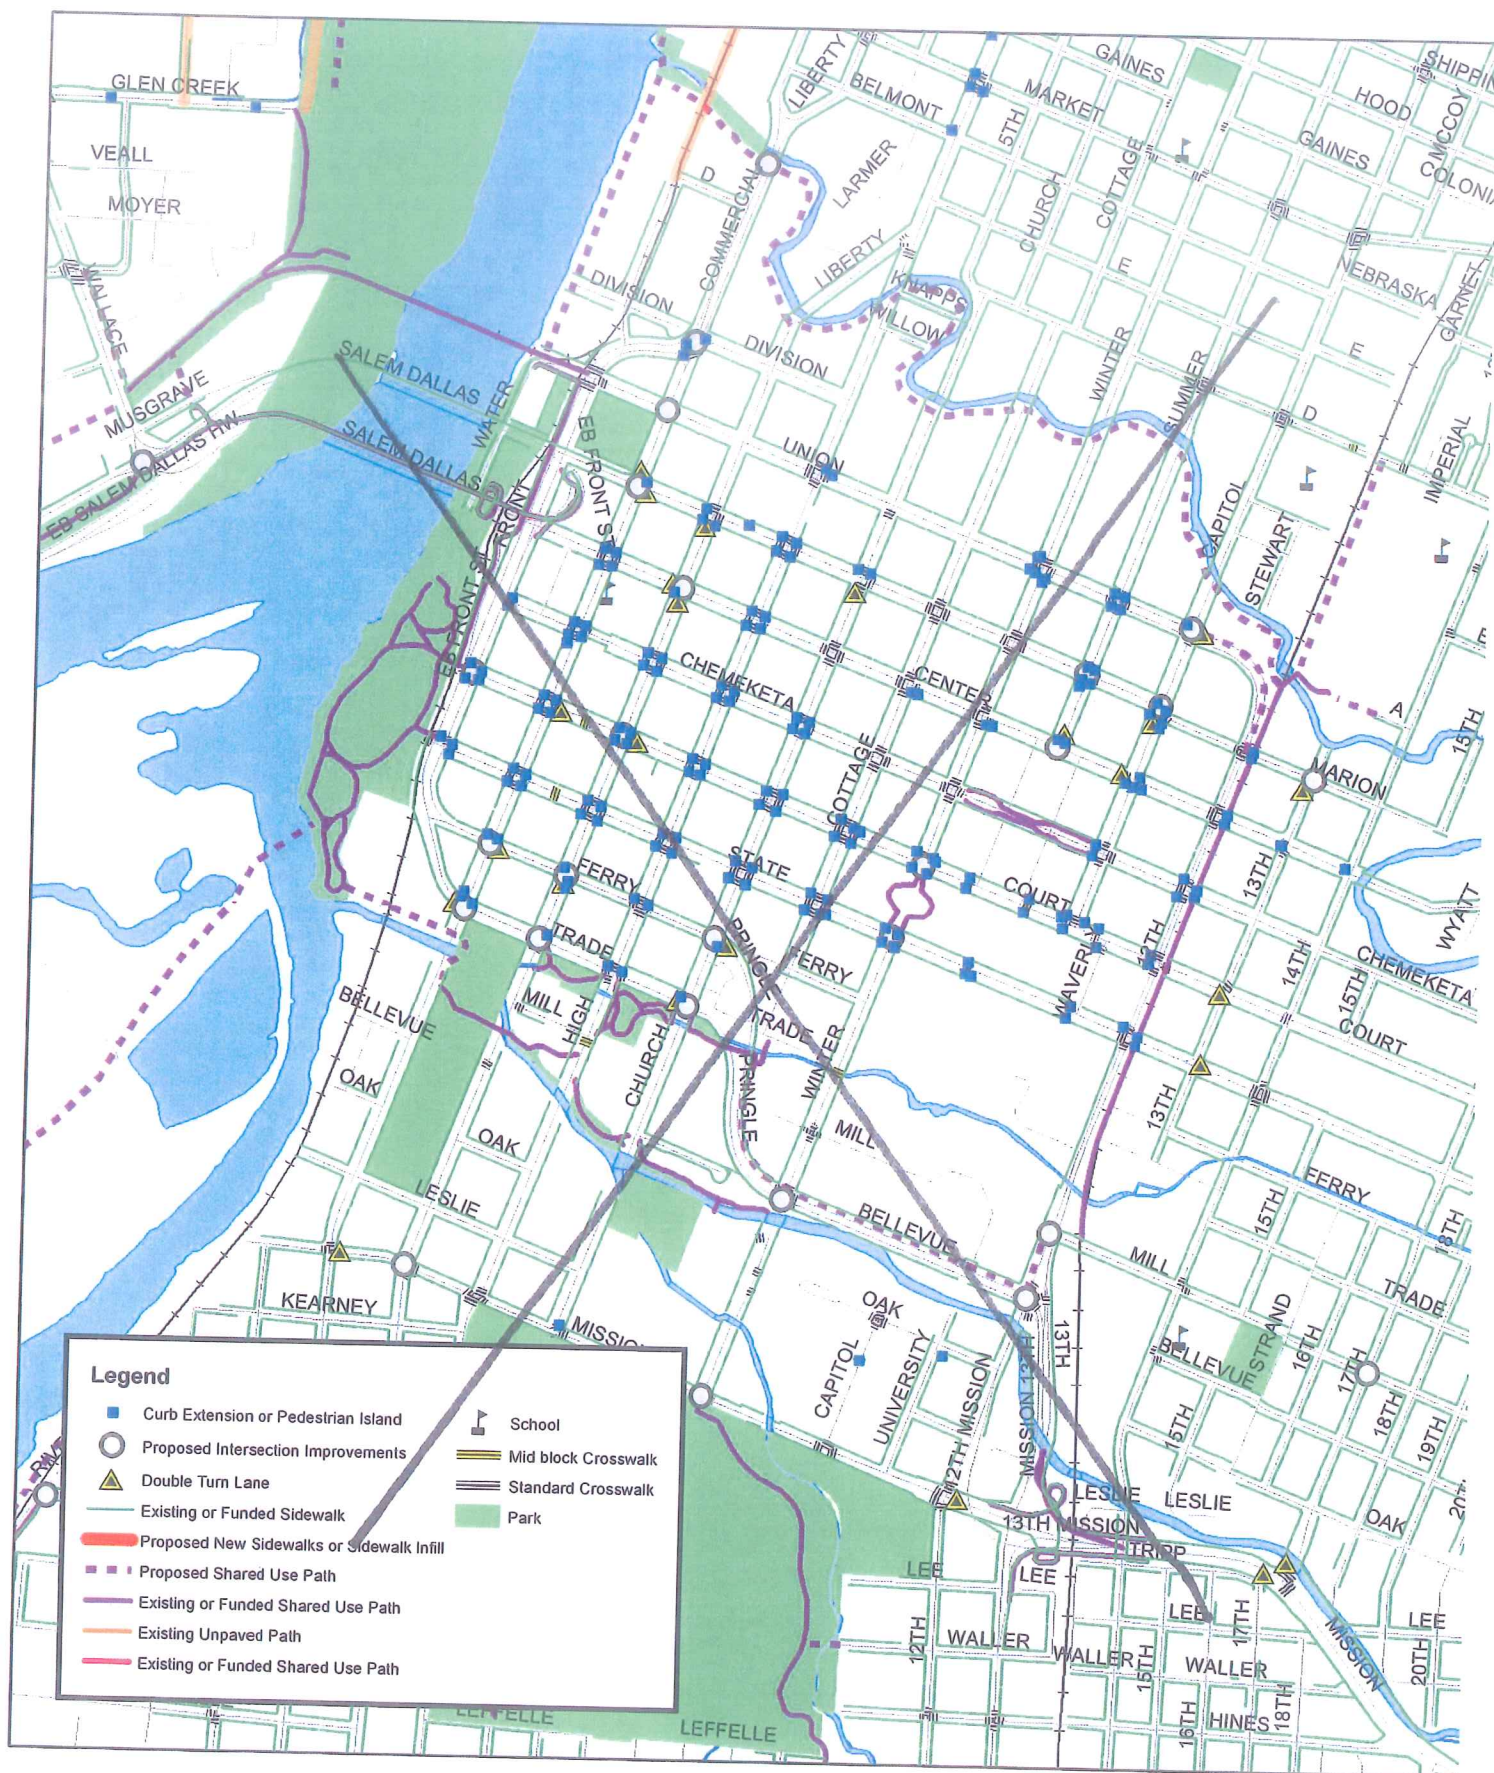 GLEN CREEK
VEALL
MOYER
WALLACE
MUSGRAVE
EB SALEM DALLAS HW
SALEM DALLAS
SALEM DALLAS
WATER
DIVISION
COMMERCIAL
D
LIBERTY
BELMONT
GAINES
MARKET
SHIPPIN
HOOD
MCCOY
5TH
LARMER
CHURCH
COTTAGE
GAINES
COLONIA
LIBERTY
KNAPPS
WILLOW
E
NEBRASKA
GARNET
DIVISION
WINTER
SUMMER
E
D
IMPERIAL
UNION
EB FRONT ST
FRONT
EB FRONT ST
CAPITOL
STEWART
CHEMEKETA
CENTER
A
15TH
COTTAGE
MARION
STATE
FERRY
COURT
13TH
WYATT
TRADE
PRINGLE
FERRY
12TH
14TH
15TH
CHEMEKETA
BELLEVUE
MILL
HIGH
TRADE
WAVERLY
COURT
OAK
CHURCH
PRINGLE
WINTER
MILL
13TH
OAK
LESLIE
BELLEVUE
FERRY
15TH
18TH
MILL
TRADE
KEARNEY
OAK
MISSION
CAPITOL
UNIVERSITY
12TH MISSION
MISSION 13TH
13TH
BELLEVUE
STRAND
16TH
17TH
15TH
18TH
19TH
20TH
LESLIE
LESLIE
OAK
13TH MISSION
TRIPP
LEE
LEE
LEE
17TH
LEE
MISSION
12TH
WALLER
WALLER
15TH
WALLER
20TH
16TH
HINES
18TH
LEFFELLE
LEFFELLE
Legend
Curb Extension or Pedestrian Island
Proposed Intersection Improvements
Double Turn Lane
Existing or Funded Sidewalk
Proposed New Sidewalks or Sidewalk Infill
Proposed Shared Use Path
Existing or Funded Shared Use Path
Existing Unpaved Path
Existing or Funded Shared Use Path
School
Mid block Crosswalk
Standard Crosswalk
Park